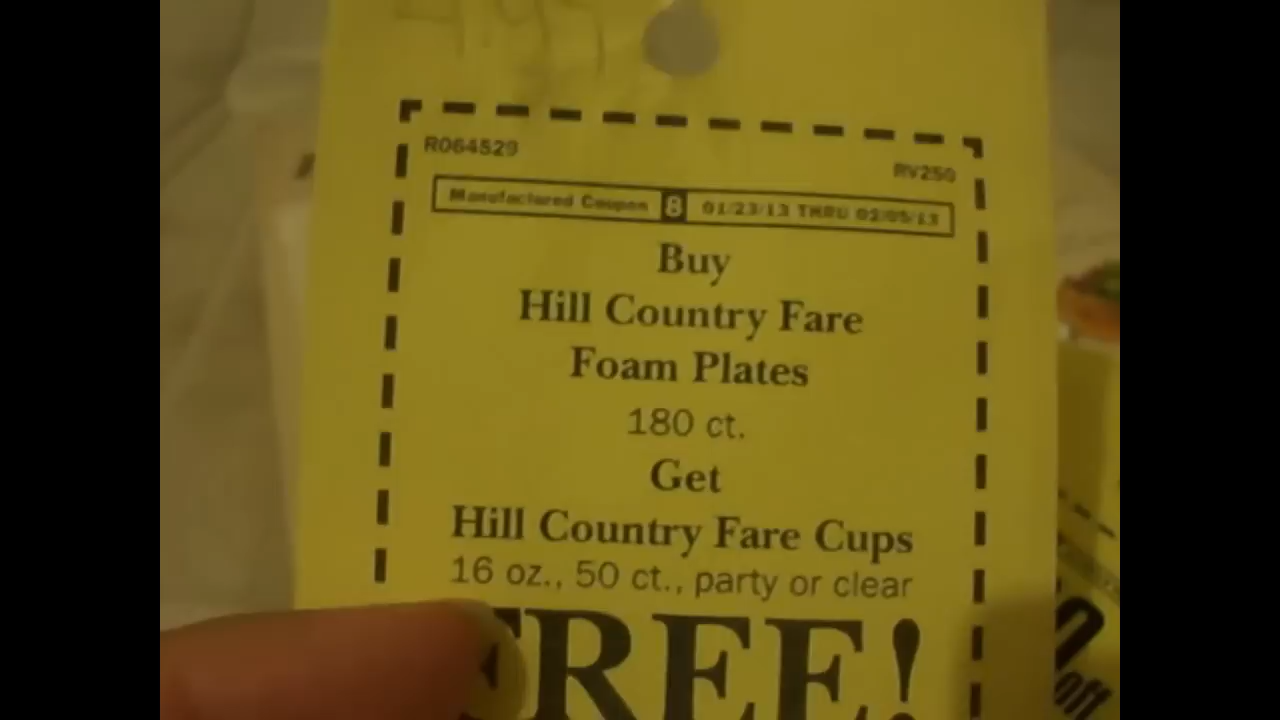 R064529
RV250
Manufactured Coupon 8 01/23/13 THRU 02/05/13
Buy
Hill Country Fare
Foam Plates
180 ct.
Get
Hill Country Fare Cups
16 oz., 50 ct., party or clear
FREE!
off